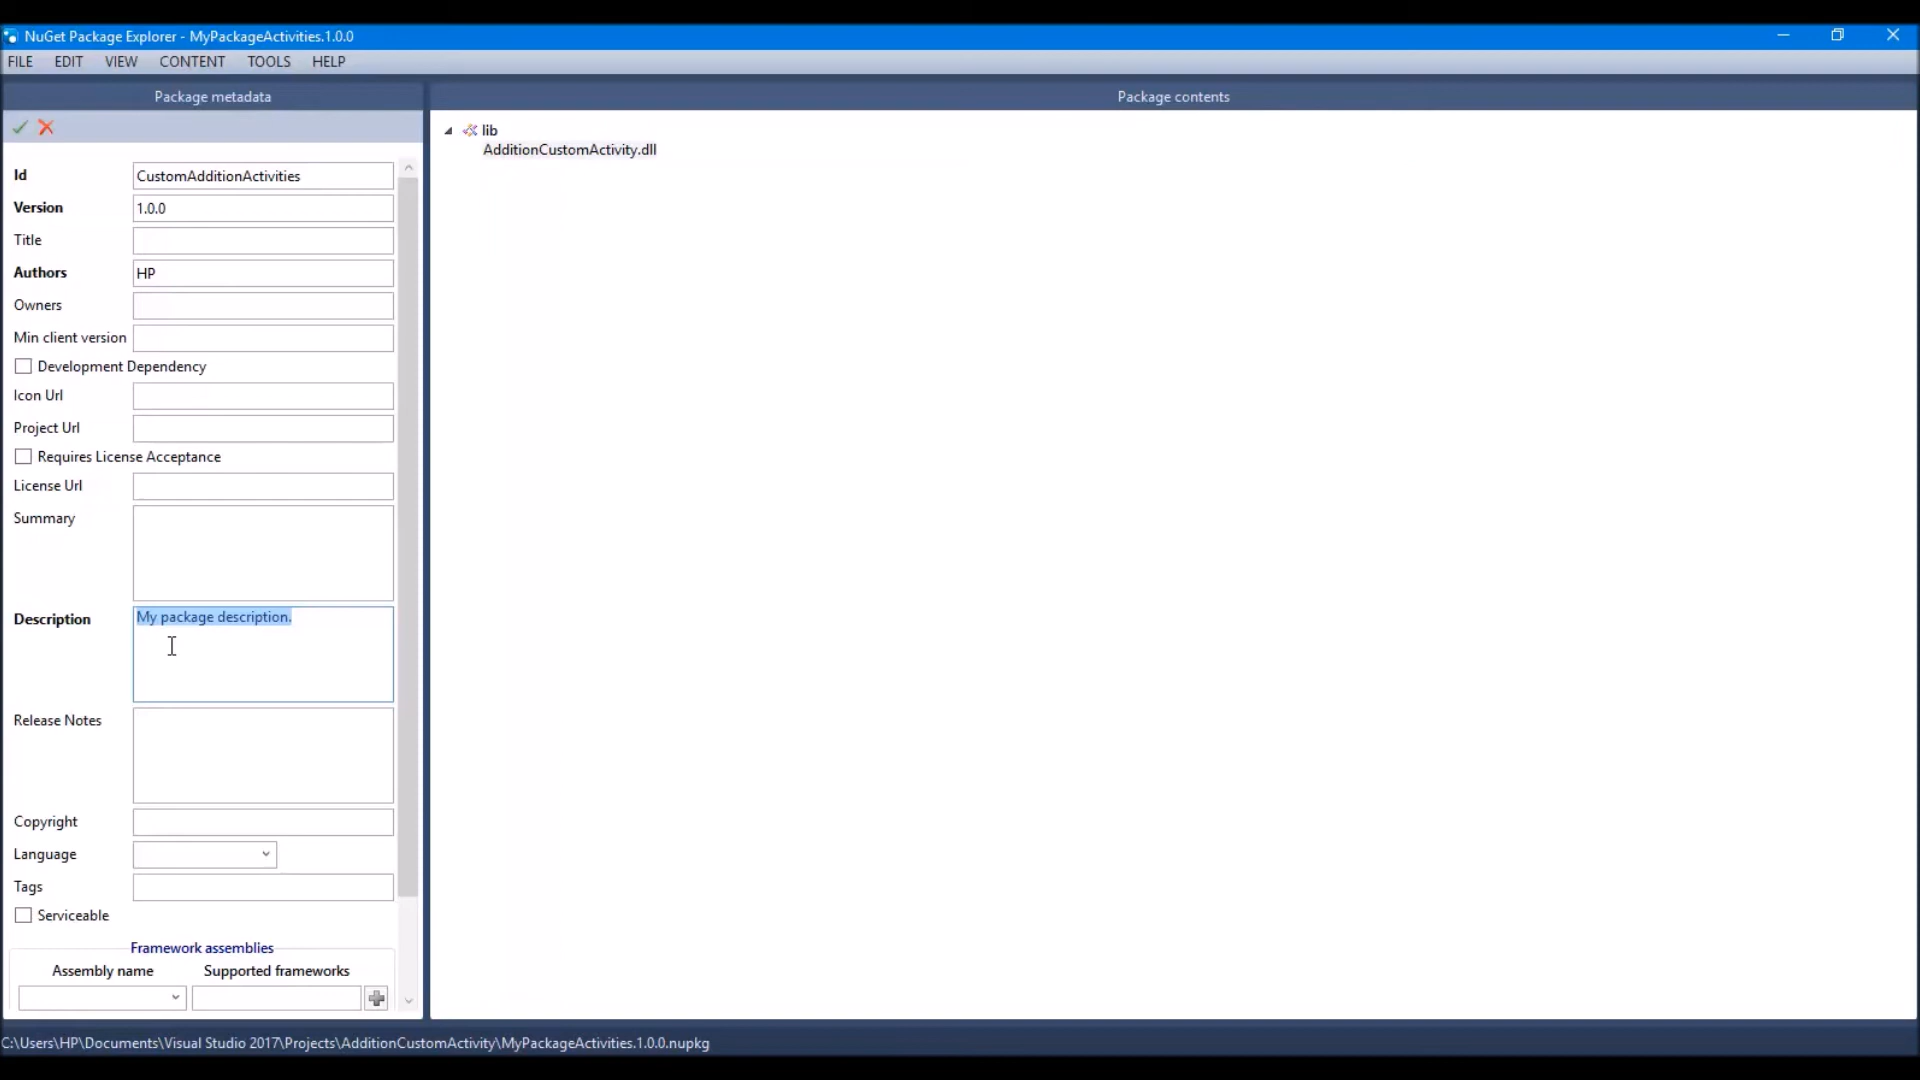 NuGet Package Explorer - MyPackageActivities.1.0.0
FILE EDIT VIEW CONTENT TOOLS HELP
Package metadata
Package contents
lib
AdditionCustomActivity.dll
Id CustomAdditionActivities
Version 1.0.0
Title
Authors HP
Owners
Min client version
Development Dependency
Icon Url
Project Url
Requires License Acceptance
License Url
Summary
Description My package description.
Release Notes
Copyright
Language
Tags
Serviceable
Framework assemblies
Assembly name Supported frameworks
C:\Users\HP\Documents\Visual Studio 2017\Projects\AdditionCustomActivity\MyPackageActivities.1.0.0.nupkg